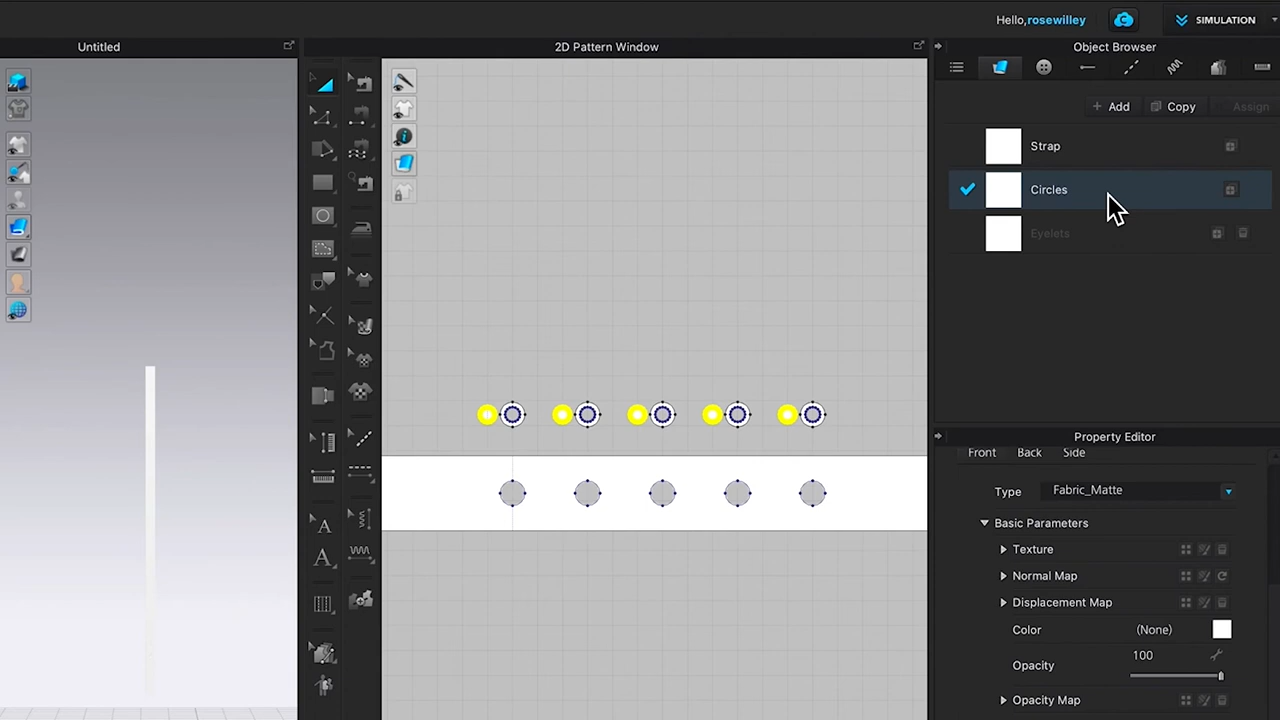 Hello,rosewilley
SIMULATION
Untitled
2D Pattern Window
Object Browser
+ Add
Copy
Assign
Strap
Circles
Eyelets
Property Editor
Front Back Side
Type Fabric_Matte
Basic Parameters
Texture
Normal Map
Displacement Map
Color (None)
Opacity 100
Opacity Map